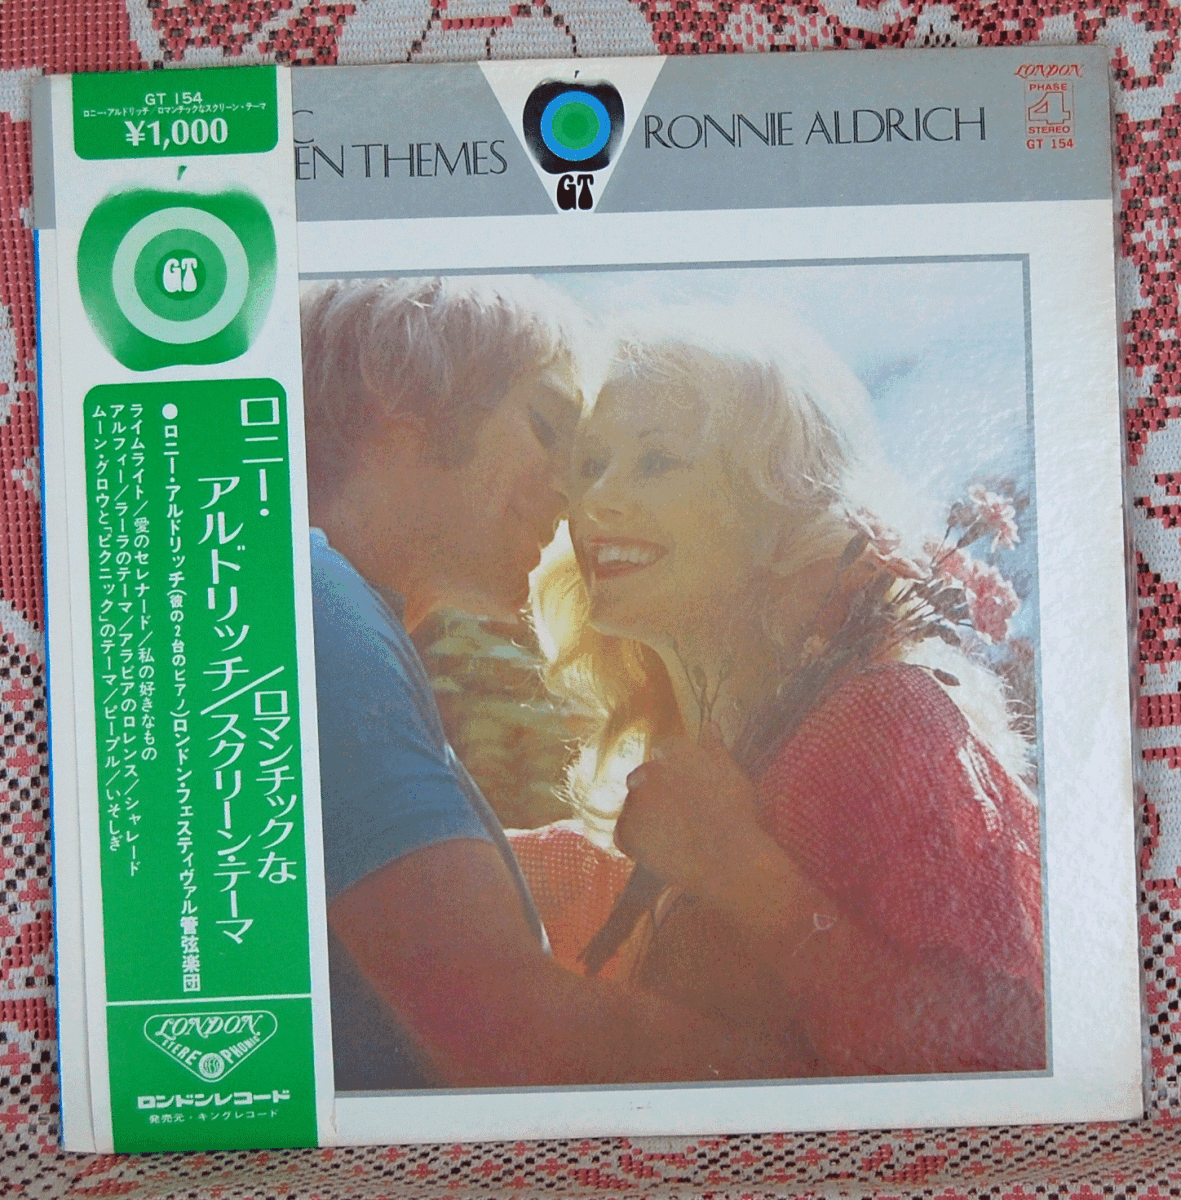 GT 154
ロニー・アルドリッチ/ロマンチックなスクリーン・テーマ
¥1,000
GT
C
EN THEMES
GT
RONNIE ALDRICH
LONDON
PHASE
4
STEREO
GT 154
ロニー・
アルドリッチ/スクリーン・テーマ
/ロマンチックな
●ロニー・アルドリッチ(彼の2台のピアノ)ロンドン・フェスティヴァル管弦楽団
ライムライト/愛のセレナード/私の好きなもの
アルフィー/ラーラのテーマ/アラビアのロレンス/シャレード
ムーン・グロウと「ピクニック」のテーマ/ピープル/いそしぎ
LONDON
STEREOPHONIC
ロンドンレコード
発売元・キングレコード